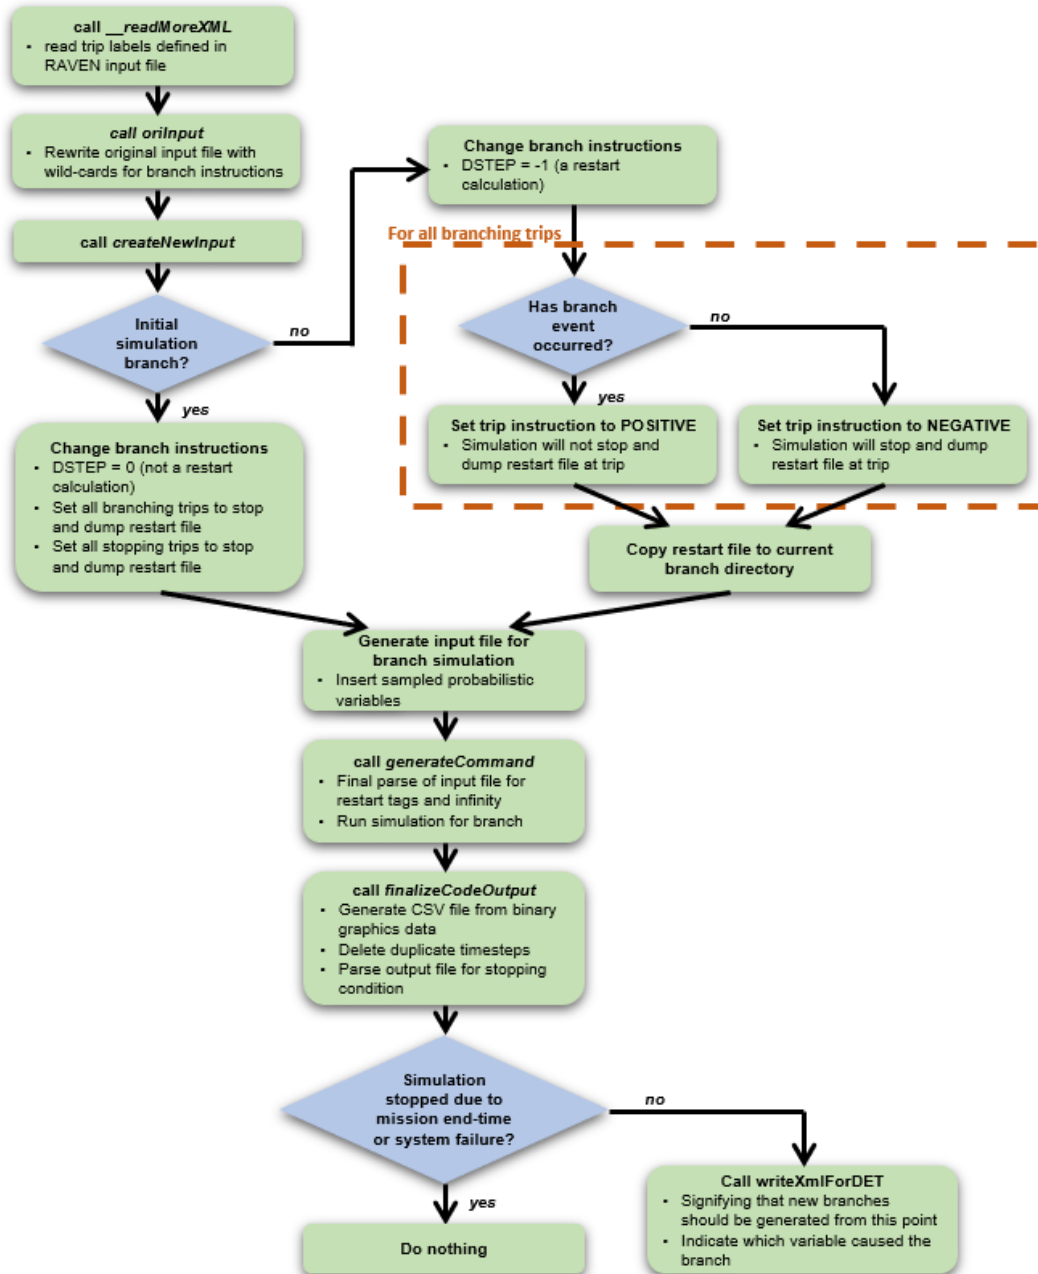 call __readMoreXML
▪ read trip labels defined in
RAVEN input file
call oriInput
▪ Rewrite original input file with
wild-cards for branch instructions
call createNewInput
Initial
simulation
branch?
no
yes
Change branch instructions
▪ DSTEP = 0 (not a restart
calculation)
▪ Set all branching trips to stop
and dump restart file
▪ Set all stopping trips to stop
and dump restart file
Change branch instructions
▪ DSTEP = -1 (a restart
calculation)
For all branching trips
Has branch
event
occurred?
no
yes
Set trip instruction to POSITIVE
▪ Simulation will not stop and
dump restart file at trip
Set trip instruction to NEGATIVE
▪ Simulation will stop and dump
restart file at trip
Copy restart file to current
branch directory
Generate input file for
branch simulation
▪ Insert sampled probabilistic
variables
call generateCommand
▪ Final parse of input file for
restart tags and infinity
▪ Run simulation for branch
call finalizeCodeOutput
▪ Generate CSV file from binary
graphics data
▪ Delete duplicate timesteps
▪ Parse output file for stopping
condition
Simulation
stopped due to
mission end-time
or system failure?
no
yes
Do nothing
Call writeXmlForDET
▪ Signifying that new branches
should be generated from this point
▪ Indicate which variable caused the
branch